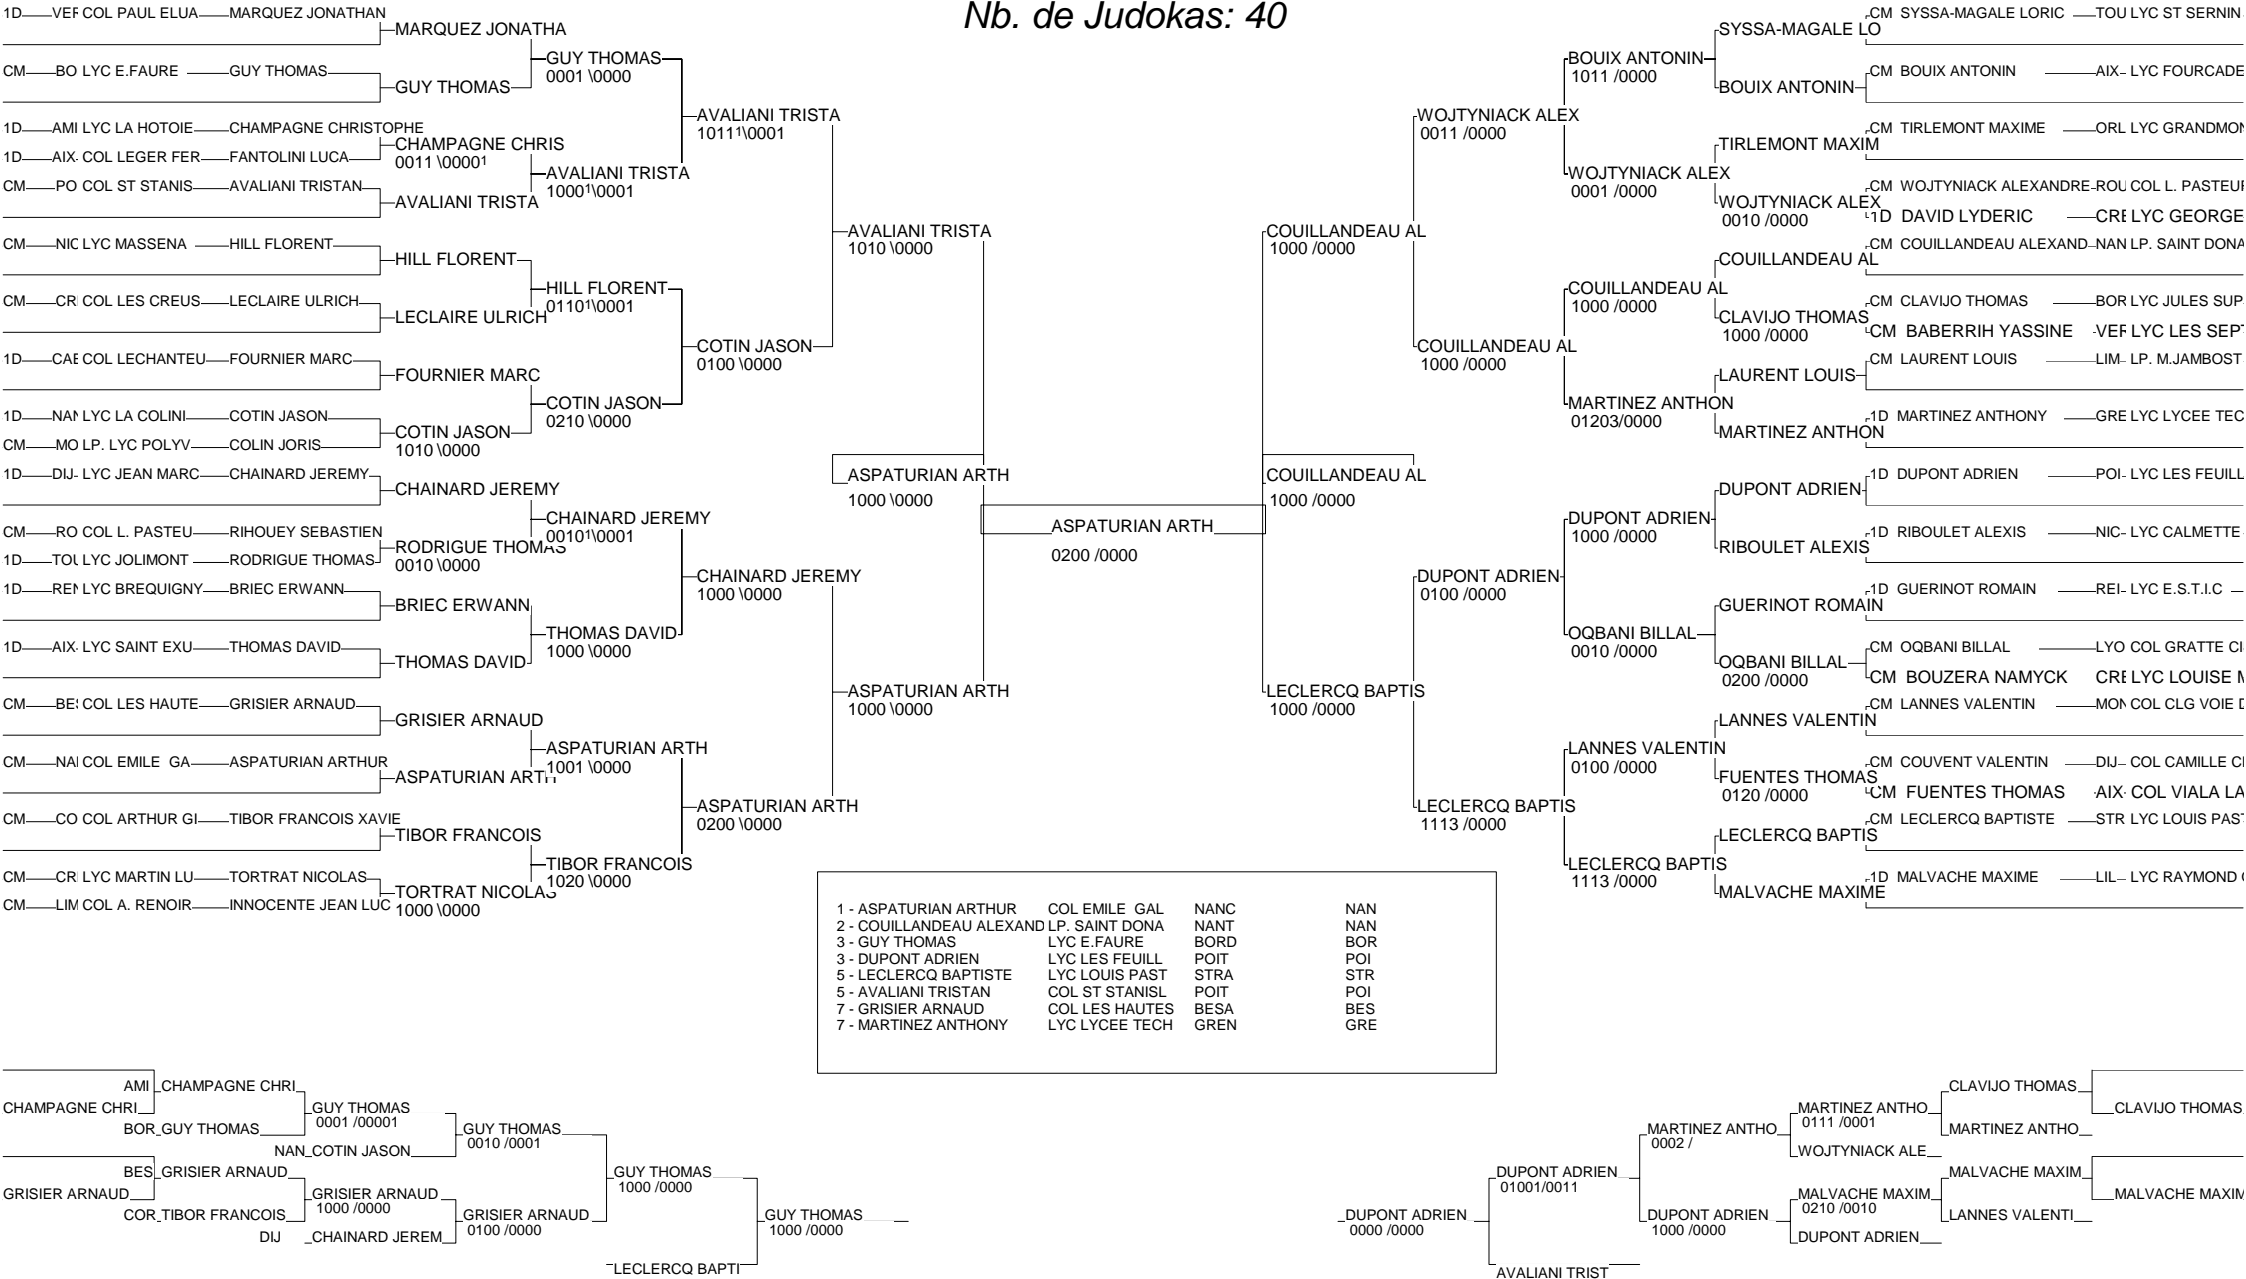 Nb. de Judokas: 40
1D VER COL PAUL ELUA MARQUEZ JONATHAN
CM BO LYC E.FAURE GUY THOMAS
1D AMI LYC LA HOTOIE CHAMPAGNE CHRISTOPHE
1D AIX- COL LEGER FER FANTOLINI LUCA
CM PO COL ST STANIS AVALIANI TRISTAN
CM NIC LYC MASSENA HILL FLORENT
CM CR COL LES CREUS LECLAIRE ULRICH
1D CAE COL LECHANTEU FOURNIER MARC
1D NAN LYC LA COLINI COTIN JASON
CM MO LP. LYC POLYV COLIN JORIS
1D DIJ- LYC JEAN MARC CHAINARD JEREMY
CM RO COL L. PASTEU RIHOUEY SEBASTIEN
1D TOU LYC JOLIMONT RODRIGUE THOMAS
1D REN LYC BREQUIGNY BRIEC ERWANN
1D AIX- LYC SAINT EXU THOMAS DAVID
CM BES COL LES HAUTE GRISIER ARNAUD
CM NAI COL EMILE GA ASPATURIAN ARTHUR
CM CO COL ARTHUR GI TIBOR FRANCOIS XAVIE
CM CR LYC MARTIN LU TORTRAT NICOLAS
CM LIM COL A. RENOIR INNOCENTE JEAN LUC
MARQUEZ JONATHA
GUY THOMAS
CHAMPAGNE CHRIS
0011 \00001
AVALIANI TRISTA
HILL FLORENT
LECLAIRE ULRICH
FOURNIER MARC
COTIN JASON
1010 \0000
CHAINARD JEREMY
RODRIGUE THOMAS
0010 \0000
BRIEC ERWANN
THOMAS DAVID
GRISIER ARNAUD
ASPATURIAN ARTH
TIBOR FRANCOIS
TORTRAT NICOLAS
1000 \0000
GUY THOMAS
0001 \0000
AVALIANI TRISTA
10001\0001
HILL FLORENT
01101\0001
COTIN JASON
0210 \0000
CHAINARD JEREMY
00101\0001
THOMAS DAVID
1000 \0000
ASPATURIAN ARTH
1001 \0000
TIBOR FRANCOIS
1020 \0000
AVALIANI TRISTA
10111\0001
COTIN JASON
0100 \0000
CHAINARD JEREMY
1000 \0000
ASPATURIAN ARTH
0200 \0000
AVALIANI TRISTA
1010 \0000
ASPATURIAN ARTH
1000 \0000
ASPATURIAN ARTH
1000 \0000
ASPATURIAN ARTH
0200 /0000
COUILLANDEAU AL
1000 /0000
COUILLANDEAU AL
1000 /0000
LECLERCQ BAPTIS
1000 /0000
WOJTYNIACK ALEX
0011 /0000
COUILLANDEAU AL
1000 /0000
DUPONT ADRIEN
0100 /0000
LECLERCQ BAPTIS
1113 /0000
BOUIX ANTONIN
1011 /0000
WOJTYNIACK ALEX
0001 /0000
COUILLANDEAU AL
1000 /0000
MARTINEZ ANTHON
01203/0000
DUPONT ADRIEN
1000 /0000
OQBANI BILLAL
0010 /0000
LANNES VALENTIN
0100 /0000
LECLERCQ BAPTIS
1113 /0000
SYSSA-MAGALE LO
BOUIX ANTONIN
TIRLEMONT MAXIM
WOJTYNIACK ALEX
0010 /0000
COUILLANDEAU AL
CLAVIJO THOMAS
1000 /0000
LAURENT LOUIS
MARTINEZ ANTHON
DUPONT ADRIEN
RIBOULET ALEXIS
GUERINOT ROMAIN
OQBANI BILLAL
0200 /0000
LANNES VALENTIN
FUENTES THOMAS
0120 /0000
LECLERCQ BAPTIS
MALVACHE MAXIME
CM SYSSA-MAGALE LORIC TOU LYC ST SERNIN
CM BOUIX ANTONIN AIX- LYC FOURCADE
CM TIRLEMONT MAXIME ORL LYC GRANDMON
CM WOJTYNIACK ALEXANDRE ROU COL L. PASTEUR
1D DAVID LYDERIC CRE LYC GEORGE
CM COUILLANDEAU ALEXAND NAN LP. SAINT DONA
CM CLAVIJO THOMAS BOR LYC JULES SUP
CM BABERRIH YASSINE VER LYC LES SEPT
CM LAURENT LOUIS LIM- LP. M.JAMBOST
1D MARTINEZ ANTHONY GRE LYC LYCEE TEC
1D DUPONT ADRIEN POI- LYC LES FEUILL
1D RIBOULET ALEXIS NIC- LYC CALMETTE
1D GUERINOT ROMAIN REI- LYC E.S.T.I.C
CM OQBANI BILLAL LYO COL GRATTE CI
CM BOUZERA NAMYCK CRE LYC LOUISE M
CM LANNES VALENTIN MON COL CLG VOIE D
CM COUVENT VALENTIN DIJ- COL CAMILLE C
CM FUENTES THOMAS AIX- COL VIALA LA
CM LECLERCQ BAPTISTE STR LYC LOUIS PAST
1D MALVACHE MAXIME LIL- LYC RAYMOND
1 - ASPATURIAN ARTHUR COL EMILE GAL NANC NAN
2 - COUILLANDEAU ALEXAND LP. SAINT DONA NANT NAN
3 - GUY THOMAS LYC E.FAURE BORD BOR
3 - DUPONT ADRIEN LYC LES FEUILL POIT POI
5 - LECLERCQ BAPTISTE LYC LOUIS PAST STRA STR
5 - AVALIANI TRISTAN COL ST STANISL POIT POI
7 - GRISIER ARNAUD COL LES HAUTES BESA BES
7 - MARTINEZ ANTHONY LYC LYCEE TECH GREN GRE
CHAMPAGNE CHRI
GRISIER ARNAUD
AMI CHAMPAGNE CHRI
BOR GUY THOMAS
BES GRISIER ARNAUD
COR TIBOR FRANCOIS
GUY THOMAS
0001 /00001
NAN COTIN JASON
GRISIER ARNAUD
1000 /0000
DIJ CHAINARD JEREM
GUY THOMAS
0010 /0001
GRISIER ARNAUD
0100 /0000
GUY THOMAS
1000 /0000
LECLERCQ BAPTI
GUY THOMAS
1000 /0000
DUPONT ADRIEN
0000 /0000
DUPONT ADRIEN
01001/0011
AVALIANI TRIST
MARTINEZ ANTHO
0002 /
DUPONT ADRIEN
1000 /0000
MARTINEZ ANTHO
0111 /0001
WOJTYNIACK ALE
MALVACHE MAXIM
0210 /0010
DUPONT ADRIEN
CLAVIJO THOMAS
MARTINEZ ANTHO
MALVACHE MAXIM
LANNES VALENTI
CLAVIJO THOMAS
MALVACHE MAXIM